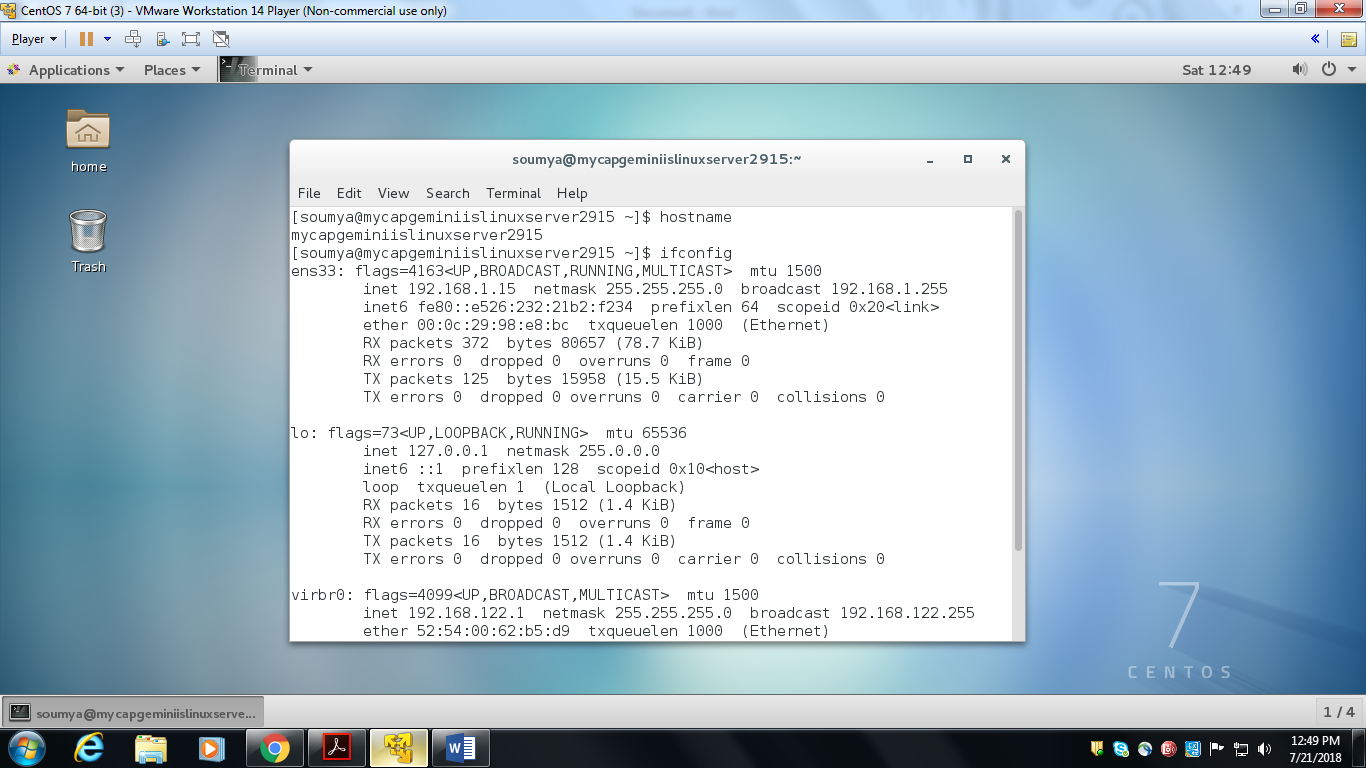 CentOS 7 64-bit (3) - VMware Workstation 14 Player (Non-commercial use only)
Player
Applications Places Terminal Sat 12:49
home
Trash
soumya@mycapgeminiislinuxserver2915:~
File Edit View Search Terminal Help
[soumya@mycapgeminiislinuxserver2915 ~]$ hostname
mycapgeminiislinuxserver2915
[soumya@mycapgeminiislinuxserver2915 ~]$ ifconfig
ens33: flags=4163<UP,BROADCAST,RUNNING,MULTICAST>  mtu 1500
        inet 192.168.1.15  netmask 255.255.255.0  broadcast 192.168.1.255
        inet6 fe80::e526:232:21b2:f234  prefixlen 64  scopeid 0x20<link>
        ether 00:0c:29:98:e8:bc  txqueuelen 1000  (Ethernet)
        RX packets 372  bytes 80657 (78.7 KiB)
        RX errors 0  dropped 0  overruns 0  frame 0
        TX packets 125  bytes 15958 (15.5 KiB)
        TX errors 0  dropped 0 overruns 0  carrier 0  collisions 0
lo: flags=73<UP,LOOPBACK,RUNNING>  mtu 65536
        inet 127.0.0.1  netmask 255.0.0.0
        inet6 ::1  prefixlen 128  scopeid 0x10<host>
        loop  txqueuelen 1  (Local Loopback)
        RX packets 16  bytes 1512 (1.4 KiB)
        RX errors 0  dropped 0  overruns 0  frame 0
        TX packets 16  bytes 1512 (1.4 KiB)
        TX errors 0  dropped 0 overruns 0  carrier 0  collisions 0
virbr0: flags=4099<UP,BROADCAST,MULTICAST>  mtu 1500
        inet 192.168.122.1  netmask 255.255.255.0  broadcast 192.168.122.255
        ether 52:54:00:62:b5:d9  txqueuelen 1000  (Ethernet)
7
CENTOS
soumya@mycapgeminiislinuxserve...
1 / 4
12:49 PM
7/21/2018